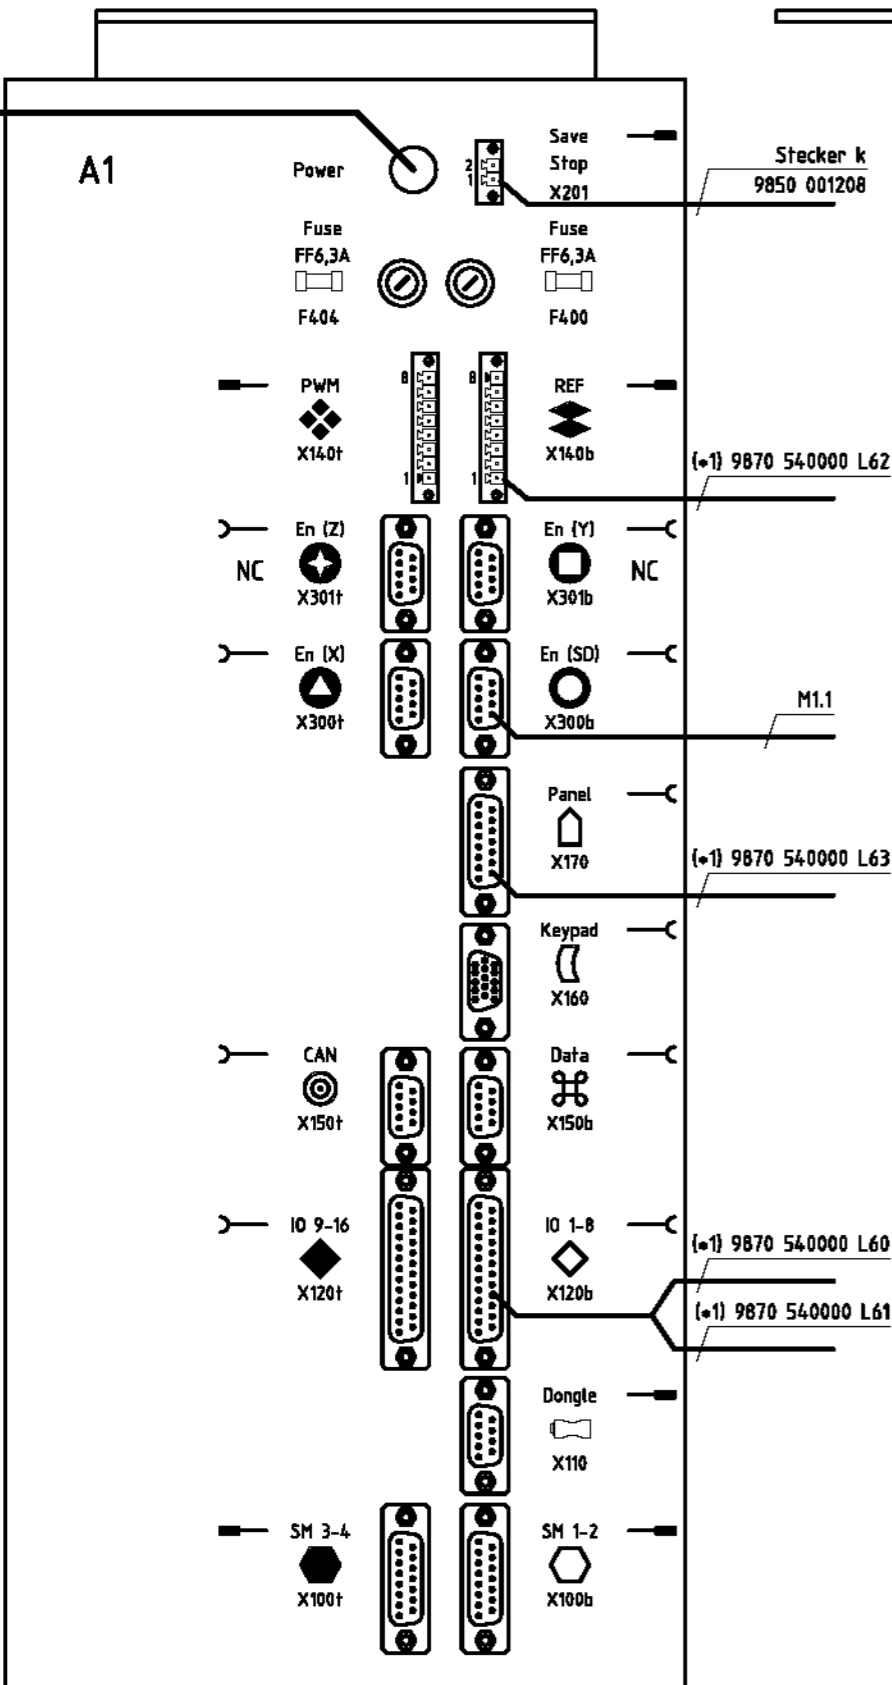 A1
Power
2
1
Save
Stop
X201
Stecker k
9850 001208
Fuse
FF6,3A
F404
Fuse
FF6,3A
F400
PWM
X140t
8
1
8
1
REF
X140b
(*1) 9870 540000 L62
En (Z)
NC
X301t
En (Y)
NC
X301b
En (X)
X300t
En (SD)
X300b
M1.1
Panel
X170
(*1) 9870 540000 L63
Keypad
X160
CAN
X150t
Data
X150b
IO 9-16
X120t
IO 1-8
X120b
(*1) 9870 540000 L60
(*1) 9870 540000 L61
Dongle
X110
SM 3-4
X100t
SM 1-2
X100b